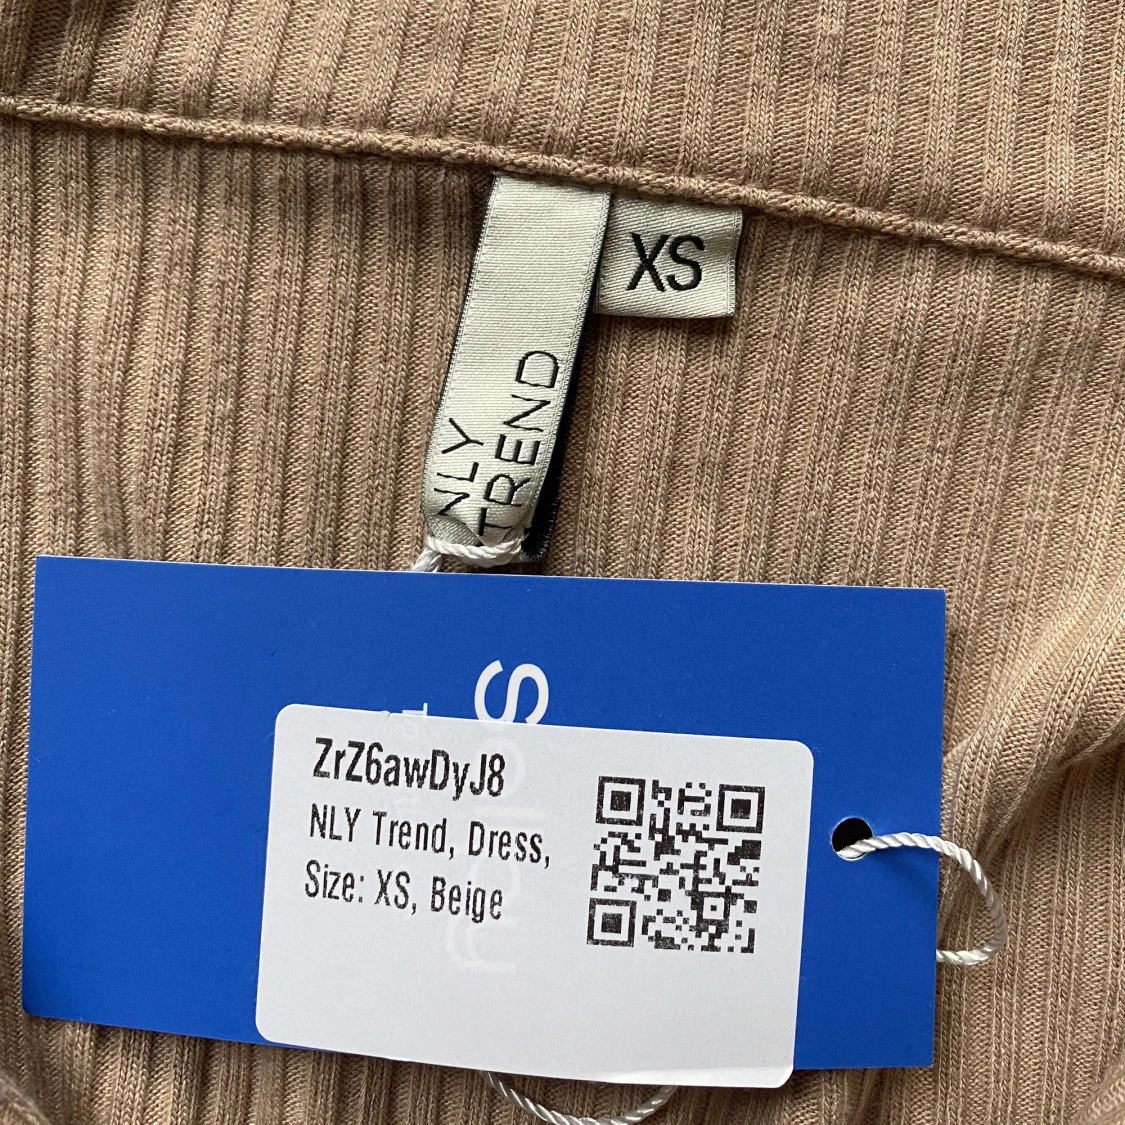 XS
NLY
TREND
ZrZ6awDyJ8
NLY Trend, Dress,
Size: XS, Beige